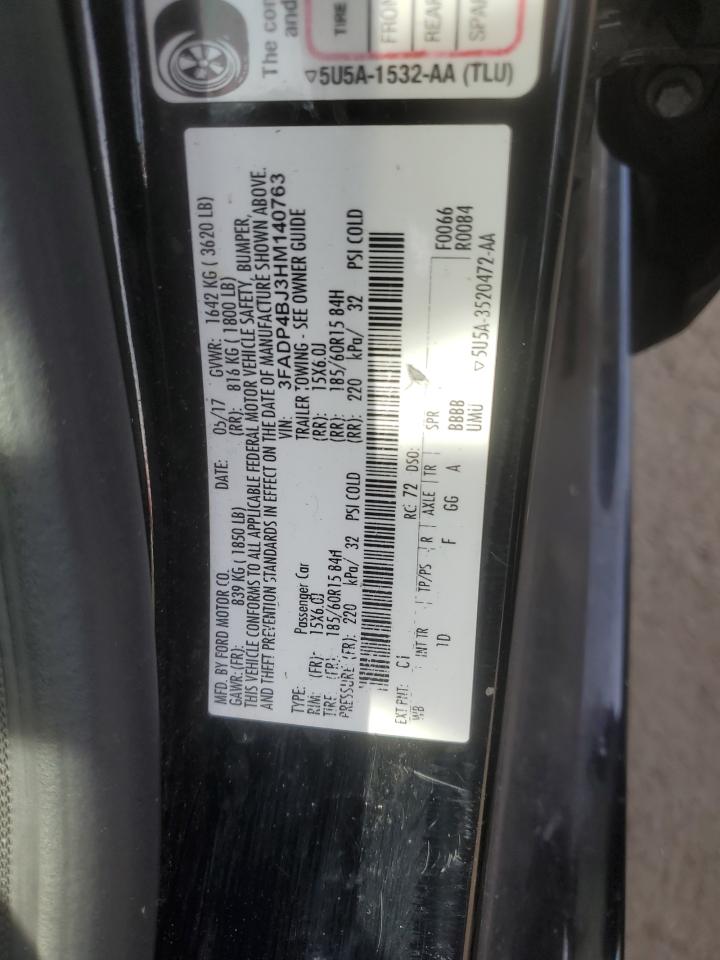 MFD. BY FORD MOTOR CO. DATE: 05/17 GVWR: 1642 KG ( 3620 LB)
GAWR:(FR): 839 KG ( 1850 LB) (RR): 816 KG ( 1800 LB)
THIS VEHICLE CONFORMS TO ALL APPLICABLE FEDERAL MOTOR VEHICLE SAFETY, BUMPER,
AND THEFT PREVENTION STANDARDS IN EFFECT ON THE DATE OF MANUFACTURE SHOWN ABOVE.
VIN: 3FADP4BJ3HM140763
TYPE: Passenger Car TRAILER TOWING - SEE OWNER GUIDE
RIM: (FR): 15X6.0J (RR): 15X6.0J
TIRE (FR): 185/60R15 84H (RR): 185/60R15 84H
PRESSURE (FR): 220 kPa/ 32 PSI COLD (RR): 220 kPa/ 32 PSI COLD
EXT PNT: C1 RC: 72 DSO:
WB INT TR TP/PS R AXLE TR SPR F0066
1D F GG A BBBB R0084
UMU
▽5U5A-3520472-AA
The con
and
TIRE
FRON
REAR
SPAR
▽5U5A-1532-AA (TLU)